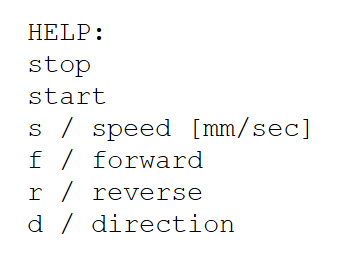 HELP:
stop
start
s / speed [mm/sec]
f / forward
r / reverse
d / direction